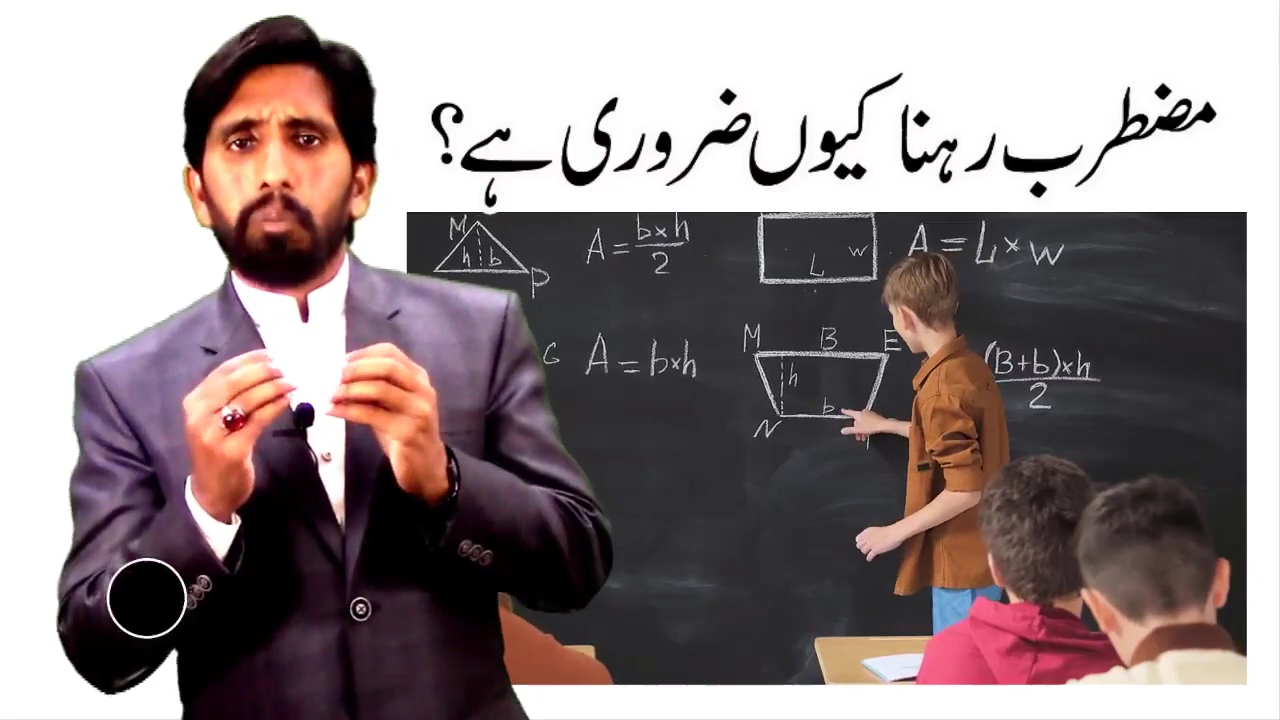 مضطرب رہنا کیوں ضروری ہے؟
M h b P
A = b×h / 2
L w
A = L × w
G A = b×h
M B E h b N
(B+b)×h / 2